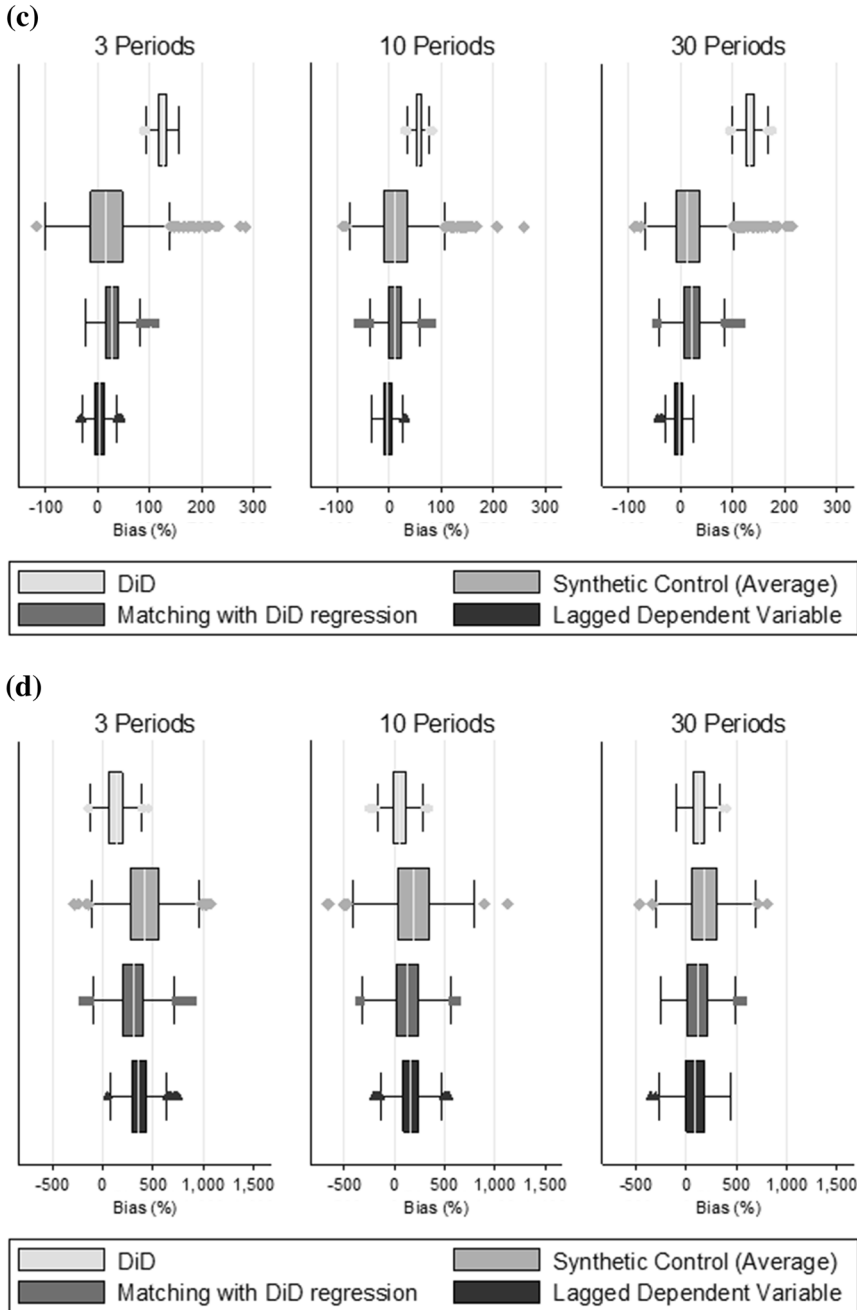 (c)
3 Periods 10 Periods 30 Periods
-100 0 100 200 300 -100 0 100 200 300 -100 0 100 200 300
Bias (%) Bias (%) Bias (%)
DiD Synthetic Control (Average)
Matching with DiD regression Lagged Dependent Variable
(d)
3 Periods 10 Periods 30 Periods
-500 0 500 1,000 1,500 -500 0 500 1,000 1,500 -500 0 500 1,000 1,500
Bias (%) Bias (%) Bias (%)
DiD Synthetic Control (Average)
Matching with DiD regression Lagged Dependent Variable